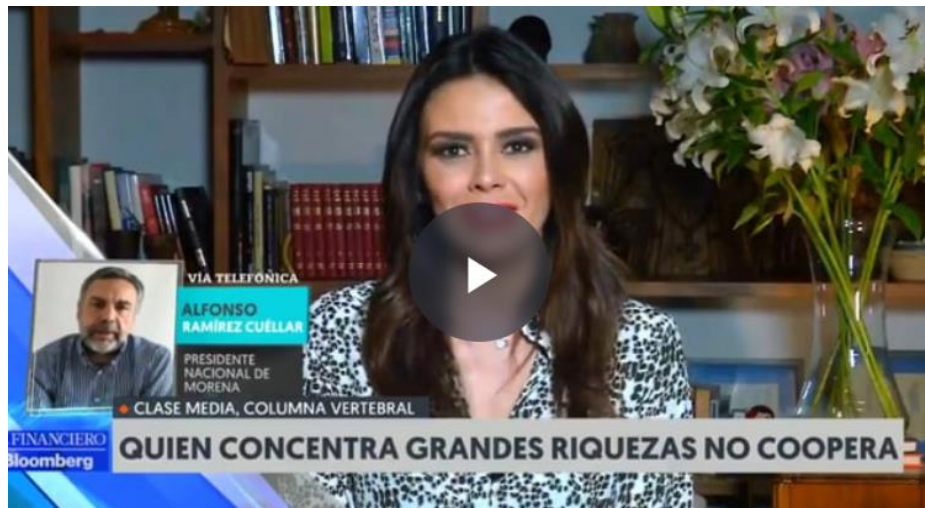 VÍA TELEFÓNICA
ALFONSO
RAMÍREZ CUÉLLAR
PRESIDENTE
NACIONAL DE
MORENA
CLASE MEDIA, COLUMNA VERTEBRAL
FINANCIERO
Bloomberg
QUIEN CONCENTRA GRANDES RIQUEZAS NO COOPERA